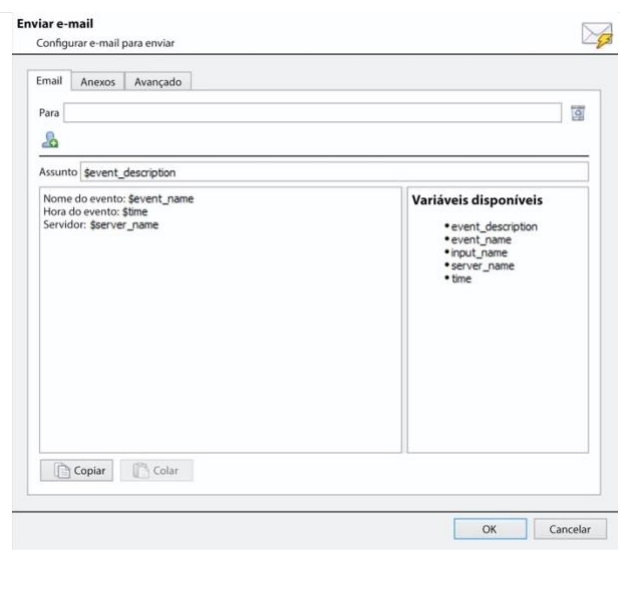 Enviar e-mail
Configurar e-mail para enviar
Email Anexos Avançado
Para
Assunto $event_description
Nome do evento: $event_name
Hora do evento: $time
Servidor: $server_name
Variáveis disponíveis
• event_description
• event_name
• input_name
• server_name
• time
Copiar Colar
OK Cancelar